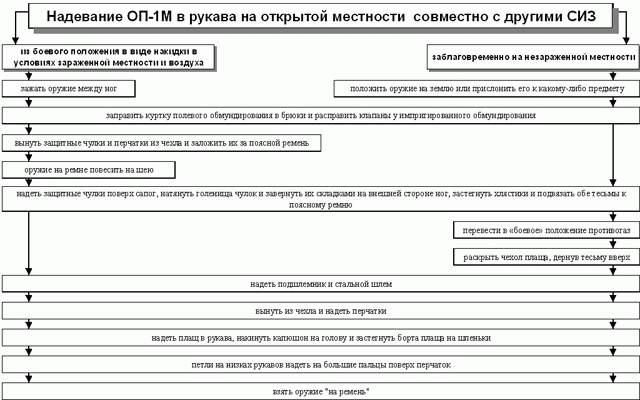 Надевание ОП-1М в рукава на открытой местности совместно с другими СИЗ
из боевого положения в виде накидки в
условиях зараженной местности и воздуха
заблаговременно на незараженной местности
зажать оружие между ног
положить оружие на землю или прислонить его к какому-либо предмету
заправить куртку полевого обмундирования в брюки и расправить клапаны у импригированного обмундирования
вынуть защитные чулки и перчатки из чехла и заложить их за поясной ремень
оружие на ремне повесить на шею
надеть защитные чулки поверх сапог, натянуть голенища чулок и завернуть их складками на внешней стороне ног, застегнуть хлястики и подвязать обе тесьмы к
поясному ремню
перевести в «боевое» положение противогаз
раскрыть чехол плаща, дернув тесьму вверх
надеть подшлемник и стальной шлем
вынуть из чехла и надеть перчатки
надеть плащ в рукава, накинуть капюшон на голову и застегнуть борта плаща на шпеньки
петли на низках рукавов надеть на большие пальцы поверх перчаток
взять оружие "на ремень"